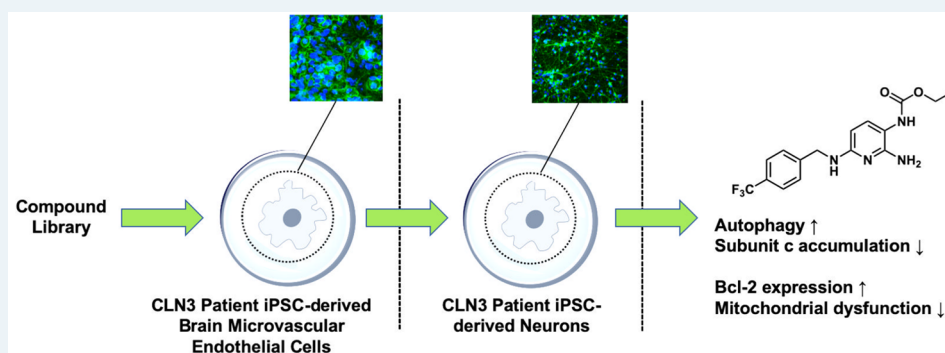 Compound
Library
CLN3 Patient iPSC-derived
Brain Microvascular
Endothelial Cells
CLN3 Patient iPSC-
derived Neurons
O
O
NH
N
H
N
NH₂
F₃C
Autophagy ↑
Subunit c accumulation ↓
Bcl-2 expression ↑
Mitochondrial dysfunction ↓